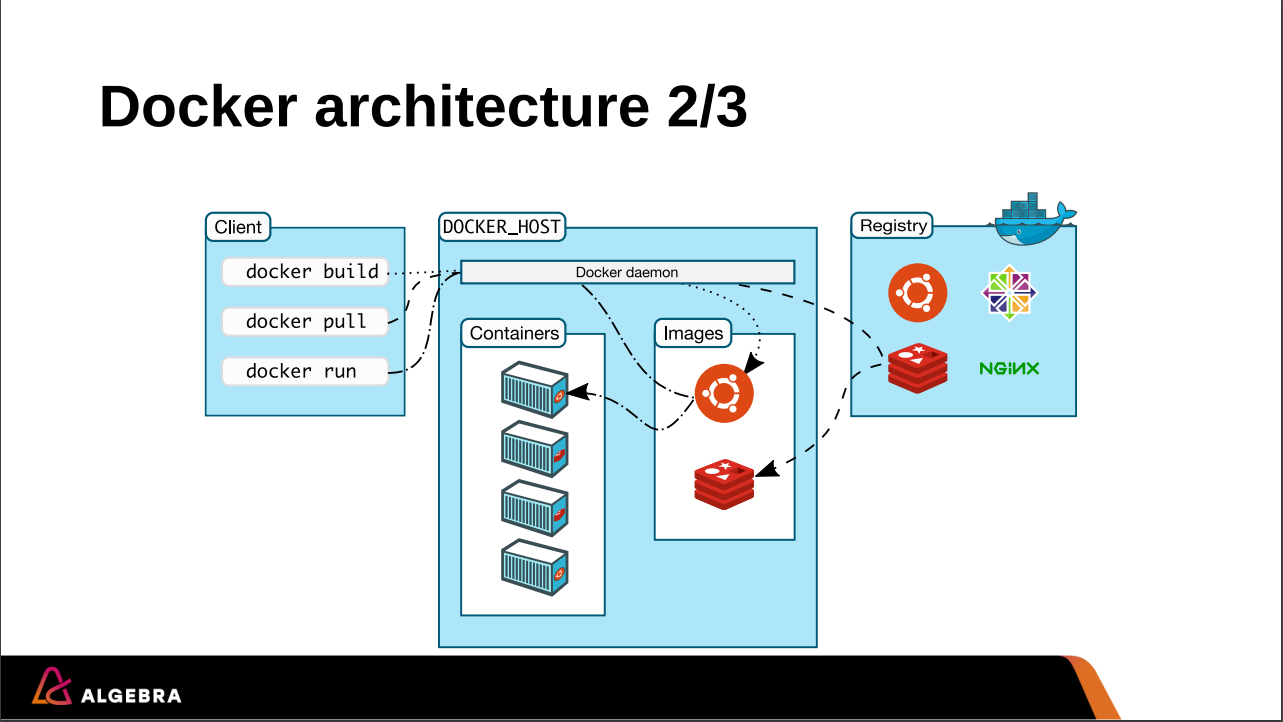 Docker architecture 2/3
Client
docker build
docker pull
docker run
DOCKER_HOST
Docker daemon
Containers
Images
Registry
NGiNX
ALGEBRA